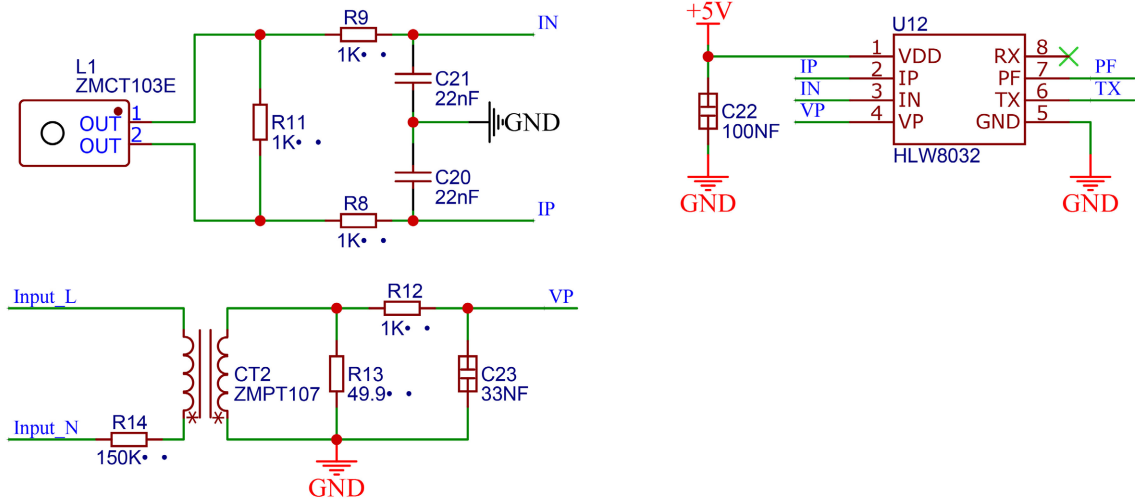 R9
IN
1K• •
L1
ZMCT103E
OUT 1
OUT 2
R11
1K• •
C21
22nF
GND
C20
22nF
R8
IP
1K• •
+5V
U12
1 VDD RX 8
IP 2 IP PF 7 PF
IN 3 IN TX 6 TX
VP 4 VP GND 5
C22
100NF
HLW8032
GND
GND
Input_L
R12
VP
1K• •
CT2
ZMPT107
R13
49.9• •
C23
33NF
Input_N
R14
150K• •
GND